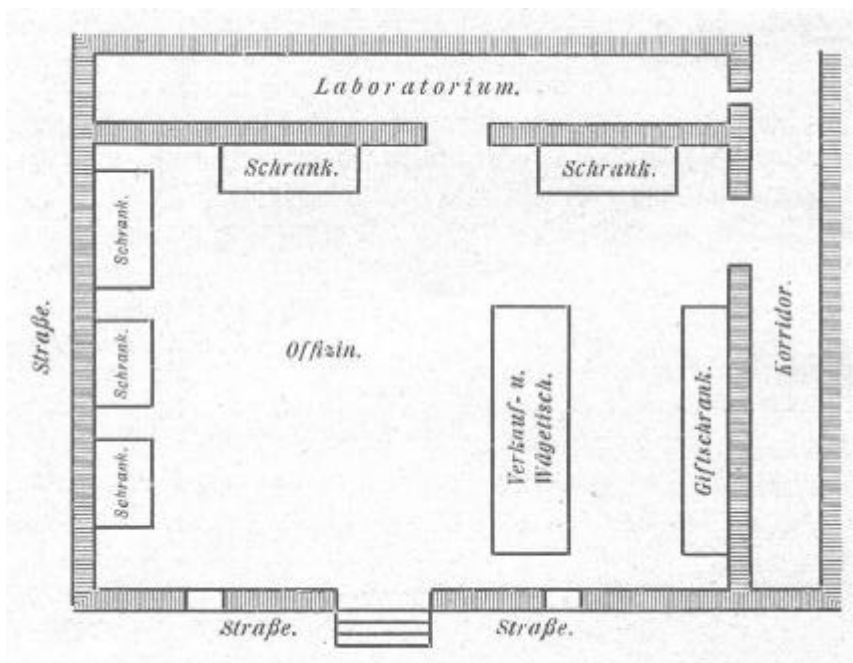 Laboratorium.
Schrank.
Schrank.
Schrank.
Straße.
Schrank.
Schrank.
Offizin.
Verkauf- u.
Wägetisch.
Giftschrank.
Korridor.
Straße.
Straße.